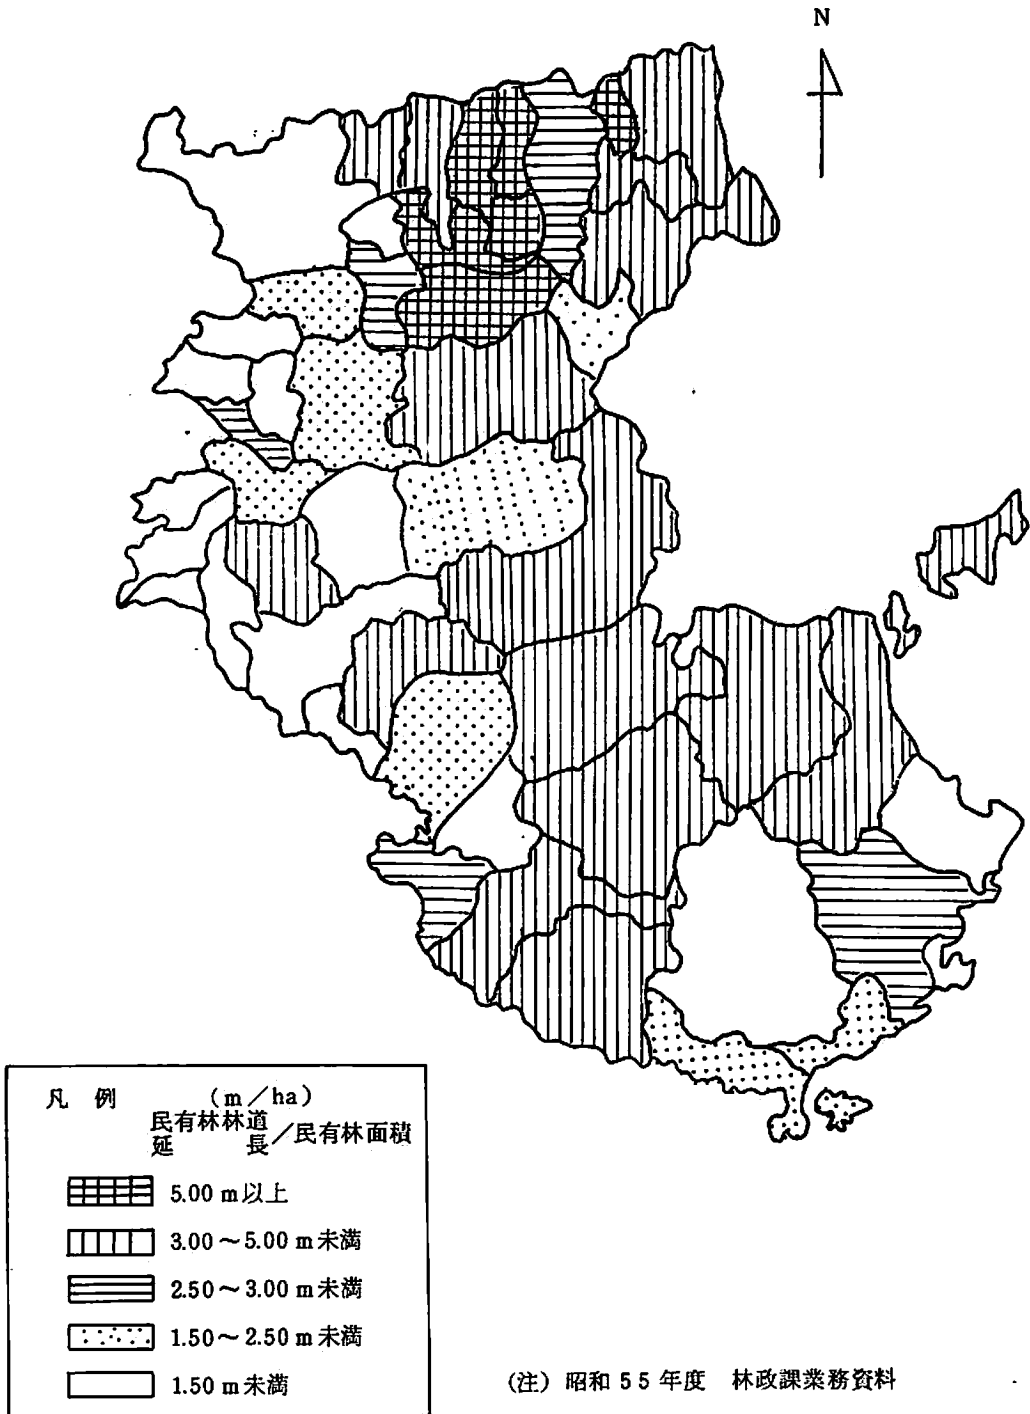 N
凡例 (m/ha)
民有林林道
延 長/民有林面積
5.00 m以上
3.00～5.00 m未満
2.50～3.00 m未満
1.50～2.50 m未満
1.50 m未満
(注) 昭和55年度 林政課業務資料